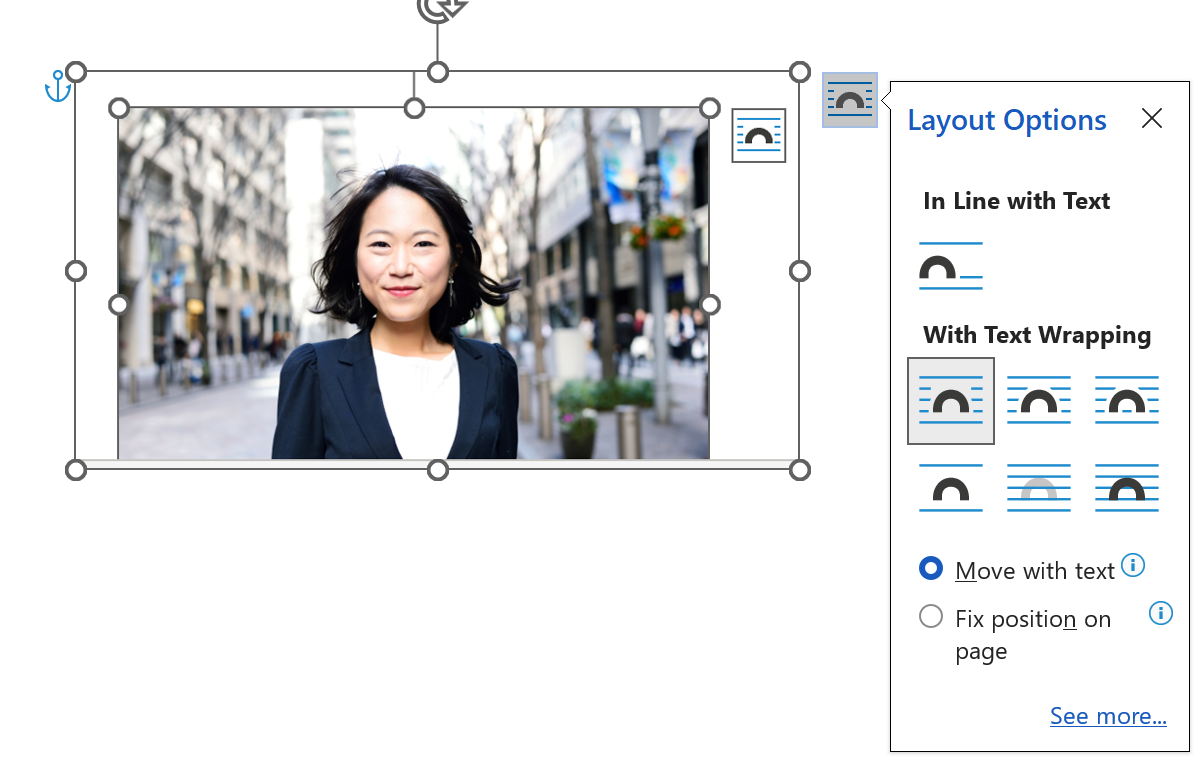 Layout Options
In Line with Text
With Text Wrapping
Move with text
Fix position on
page
See more...